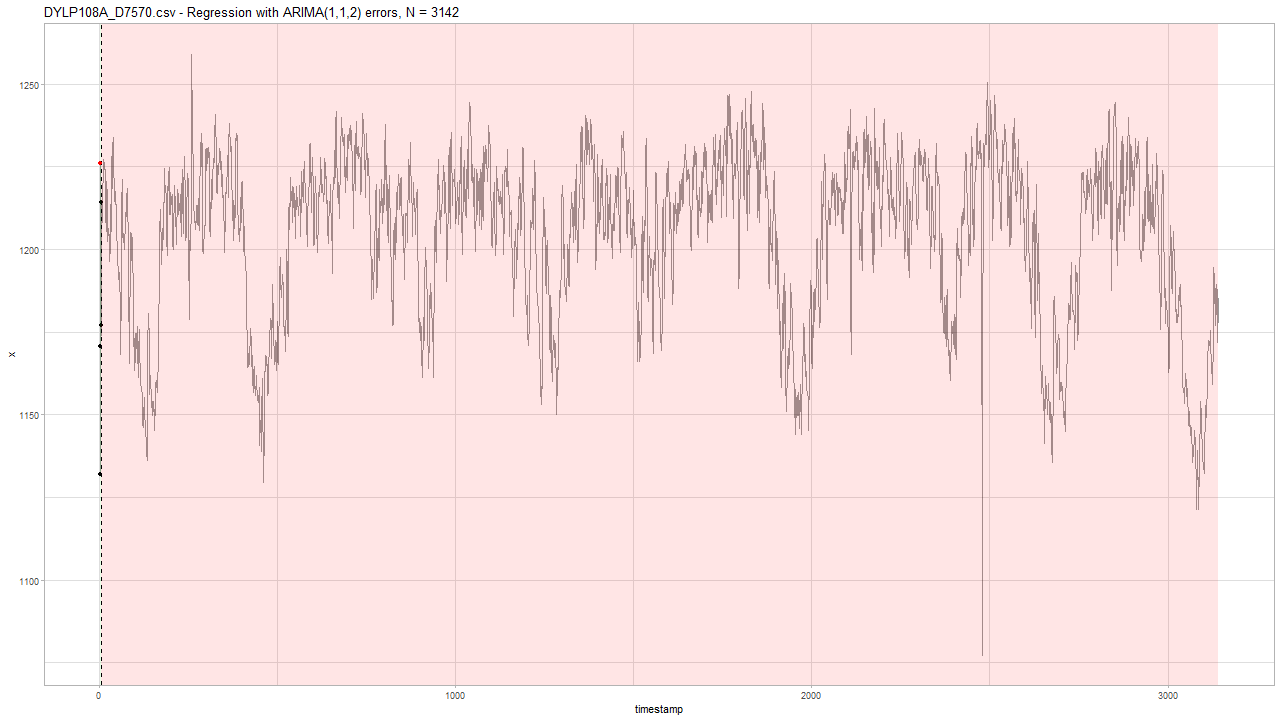 DYLP108A_D7570.csv - Regression with ARIMA(1,1,2) errors, N = 3142
1250
1200
x
1150
1100
0
1000
2000
3000
timestamp